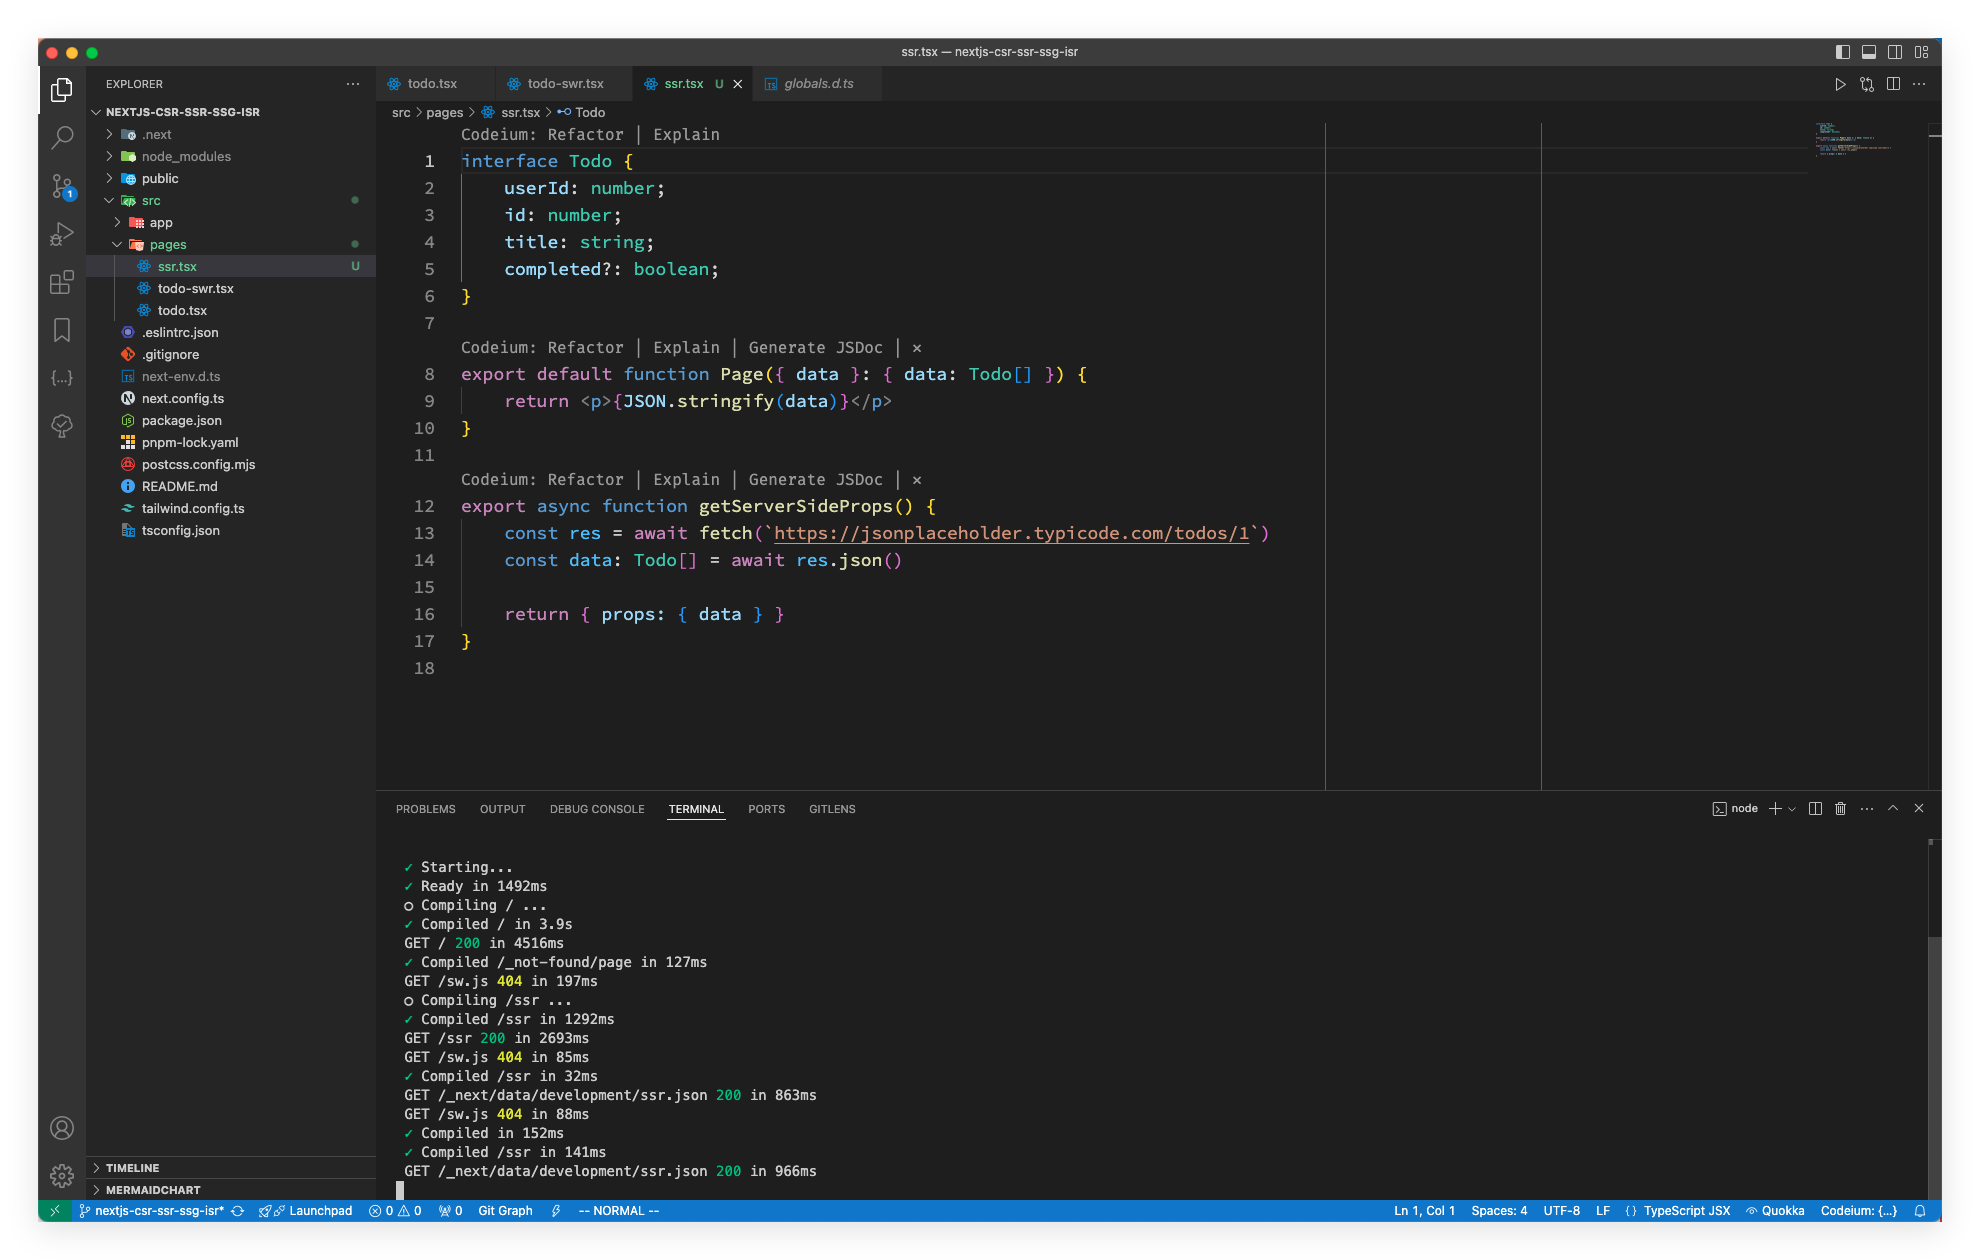 ssr.tsx — nextjs-csr-ssr-ssg-isr
EXPLORER
NEXTJS-CSR-SSR-SSG-ISR
.next
node_modules
public
src
app
pages
ssr.tsx U
todo-swr.tsx
todo.tsx
.eslintrc.json
.gitignore
next-env.d.ts
next.config.ts
package.json
pnpm-lock.yaml
postcss.config.mjs
README.md
tailwind.config.ts
tsconfig.json
TIMELINE
MERMAIDCHART
1
todo.tsx todo-swr.tsx ssr.tsx U globals.d.ts
src > pages > ssr.tsx > Todo
Codeium: Refactor | Explain
1 interface Todo {
2 userId: number;
3 id: number;
4 title: string;
5 completed?: boolean;
6 }
7
Codeium: Refactor | Explain | Generate JSDoc | ×
8 export default function Page({ data }: { data: Todo[] }) {
9 return <p>{JSON.stringify(data)}</p>
10 }
11
Codeium: Refactor | Explain | Generate JSDoc | ×
12 export async function getServerSideProps() {
13 const res = await fetch(`https://jsonplaceholder.typicode.com/todos/1`)
14 const data: Todo[] = await res.json()
15
16 return { props: { data } }
17 }
18
PROBLEMS OUTPUT DEBUG CONSOLE TERMINAL PORTS GITLENS node
✓ Starting...
✓ Ready in 1492ms
○ Compiling / ...
✓ Compiled / in 3.9s
GET / 200 in 4516ms
✓ Compiled /_not-found/page in 127ms
GET /sw.js 404 in 197ms
○ Compiling /ssr ...
✓ Compiled /ssr in 1292ms
GET /ssr 200 in 2693ms
GET /sw.js 404 in 85ms
✓ Compiled /ssr in 32ms
GET /_next/data/development/ssr.json 200 in 863ms
GET /sw.js 404 in 88ms
✓ Compiled in 152ms
✓ Compiled /ssr in 141ms
GET /_next/data/development/ssr.json 200 in 966ms
nextjs-csr-ssr-ssg-isr* Launchpad 0 0 0 Git Graph -- NORMAL -- Ln 1, Col 1 Spaces: 4 UTF-8 LF {} TypeScript JSX Quokka Codeium: {...}